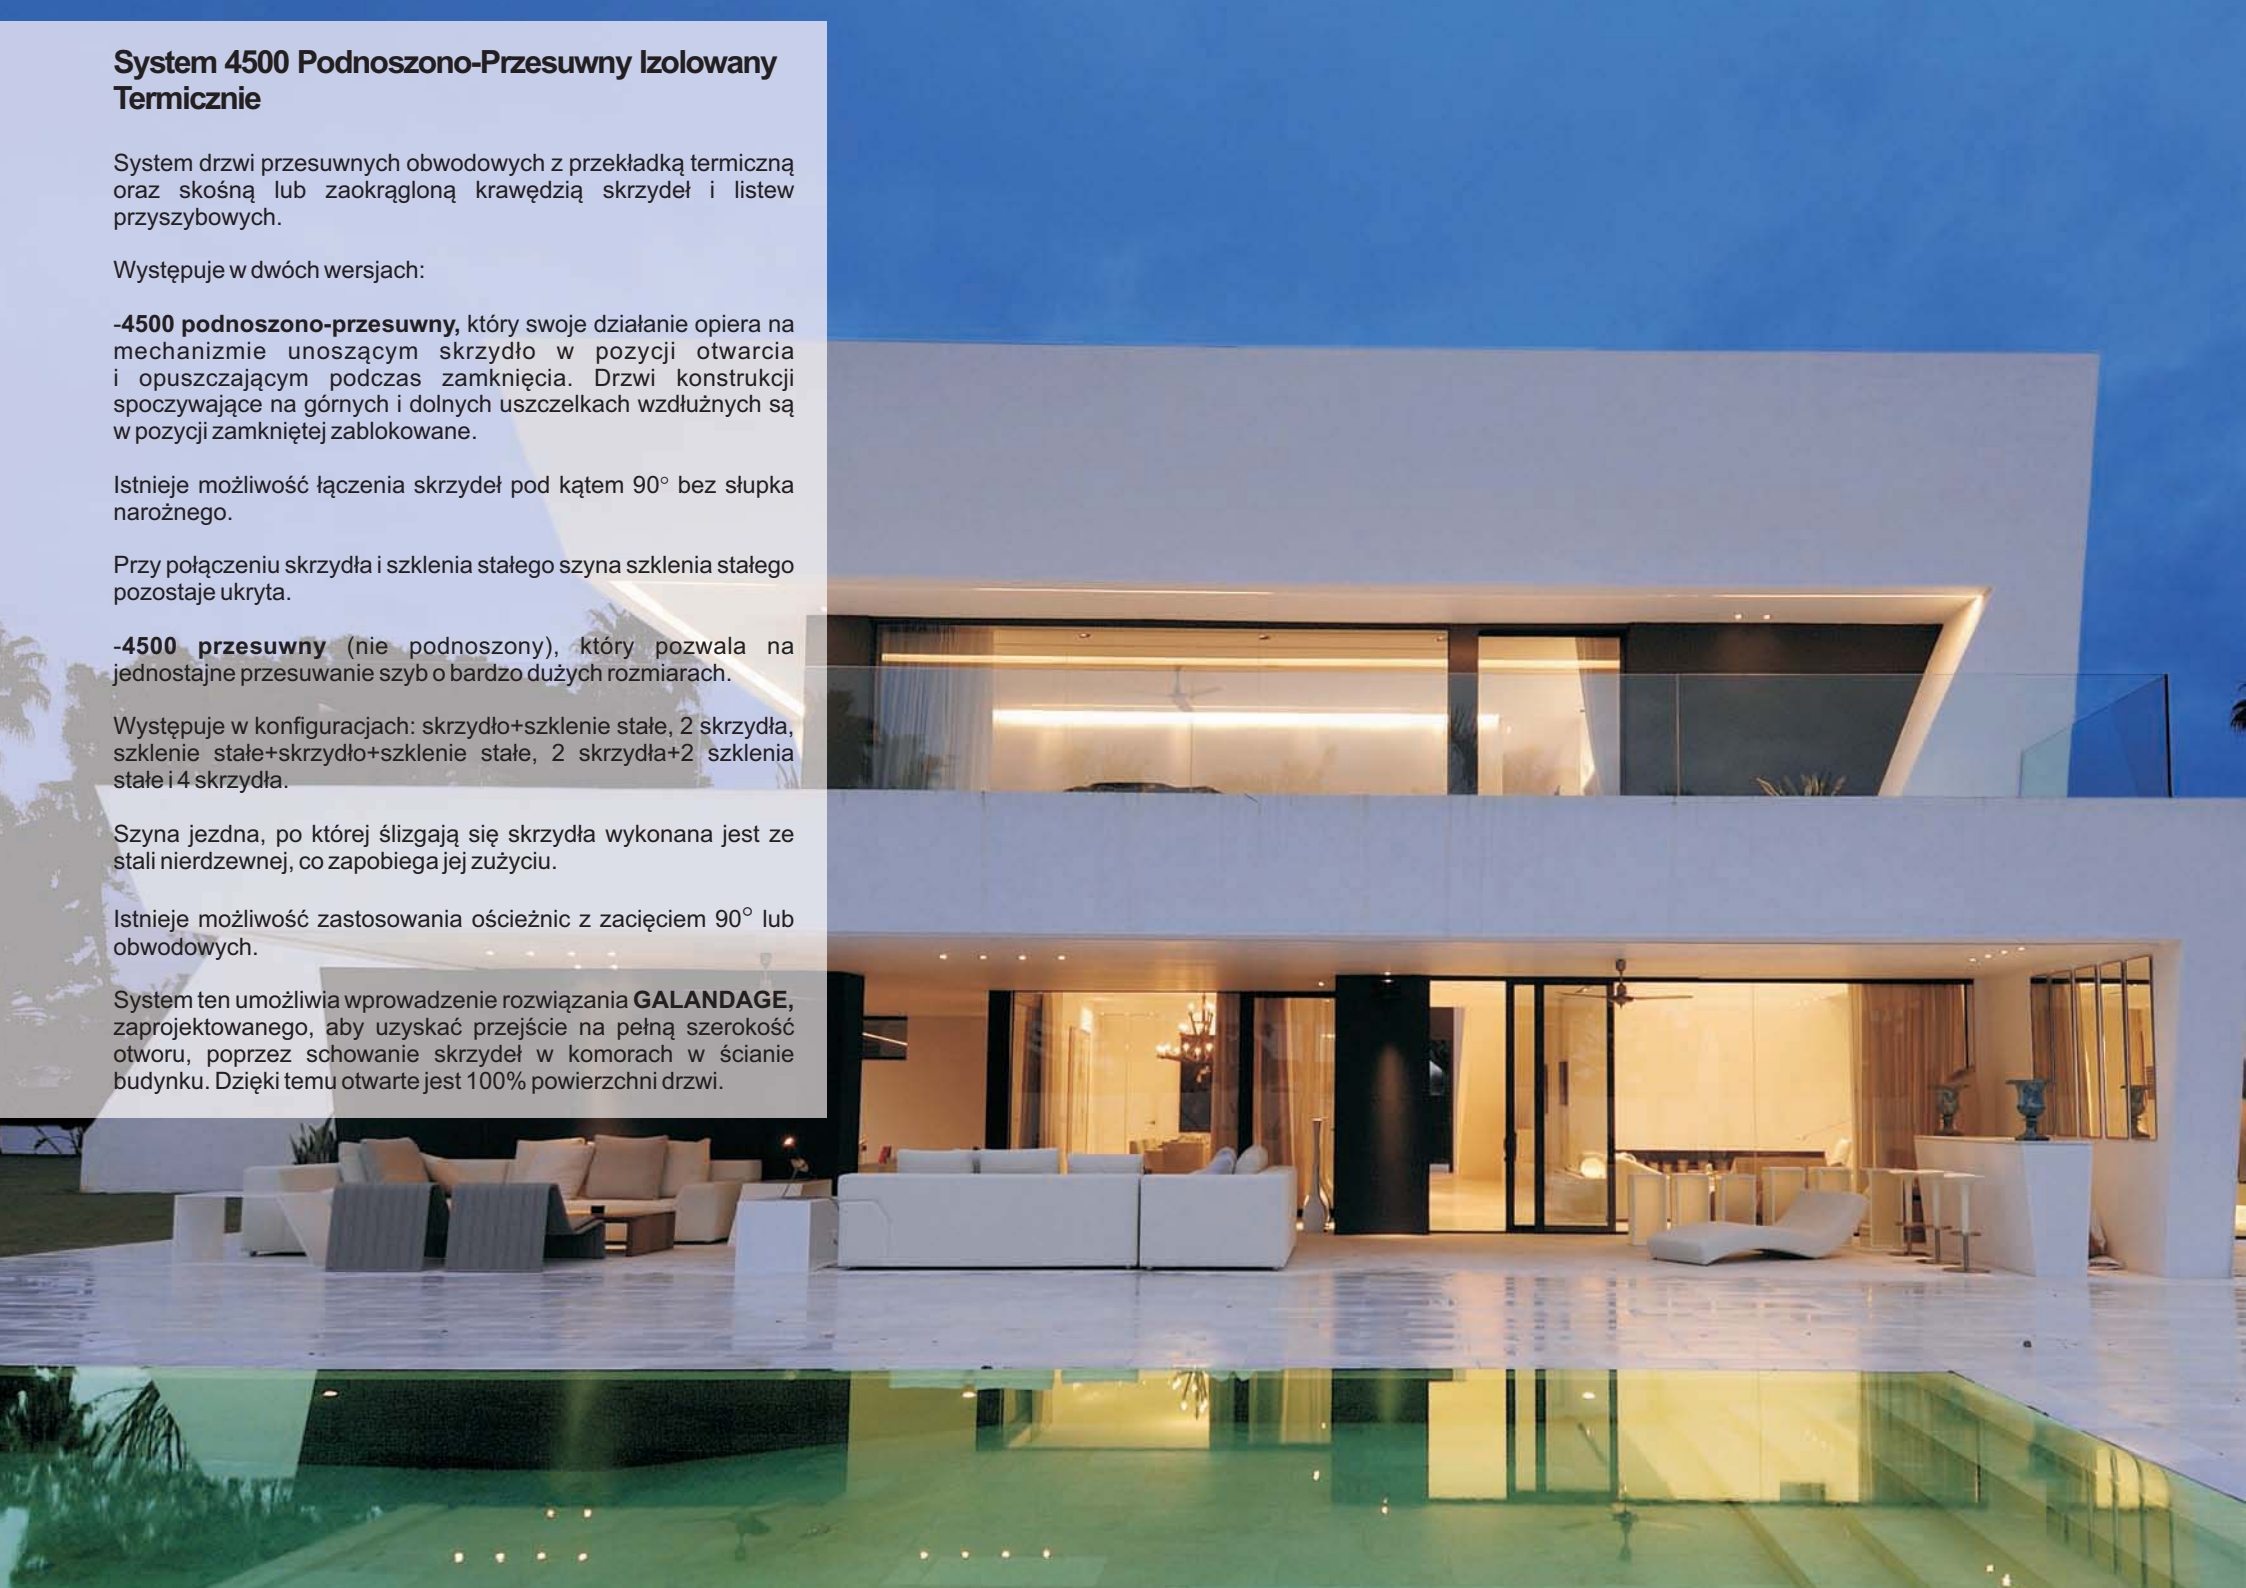 System 4500 Podnoszono-Przesuwny Izolowany
Termicznie
System drzwi przesuwnych obwodowych z przekładką termiczną
oraz skośną lub zaokrągloną krawędzią skrzydeł i listew
przyszybowych.
Występuje w dwóch wersjach:
-4500 podnoszono-przesuwny, który swoje działanie opiera na
mechanizmie unoszącym skrzydło w pozycji otwarcia
i opuszczającym podczas zamknięcia. Drzwi konstrukcji
spoczywające na górnych i dolnych uszczelkach wzdłużnych są
w pozycji zamkniętej zablokowane.
Istnieje możliwość łączenia skrzydeł pod kątem 90° bez słupka
narożnego.
Przy połączeniu skrzydła i szklenia stałego szyna szklenia stałego
pozostaje ukryta.
-4500 przesuwny (nie podnoszony), który pozwala na
jednostajne przesuwanie szyb o bardzo dużych rozmiarach.
Występuje w konfiguracjach: skrzydło+szklenie stałe, 2 skrzydła,
szklenie stałe+skrzydło+szklenie stałe, 2 skrzydła+2 szklenia
stałe i 4 skrzydła.
Szyna jezdna, po której ślizgają się skrzydła wykonana jest ze
stali nierdzewnej, co zapobiega jej zużyciu.
Istnieje możliwość zastosowania ościeżnic z zacięciem 90° lub
obwodowych.
System ten umożliwia wprowadzenie rozwiązania GALANDAGE,
zaprojektowanego, aby uzyskać przejście na pełną szerokość
otworu, poprzez schowanie skrzydeł w komorach w ścianie
budynku. Dzięki temu otwarte jest 100% powierzchni drzwi.